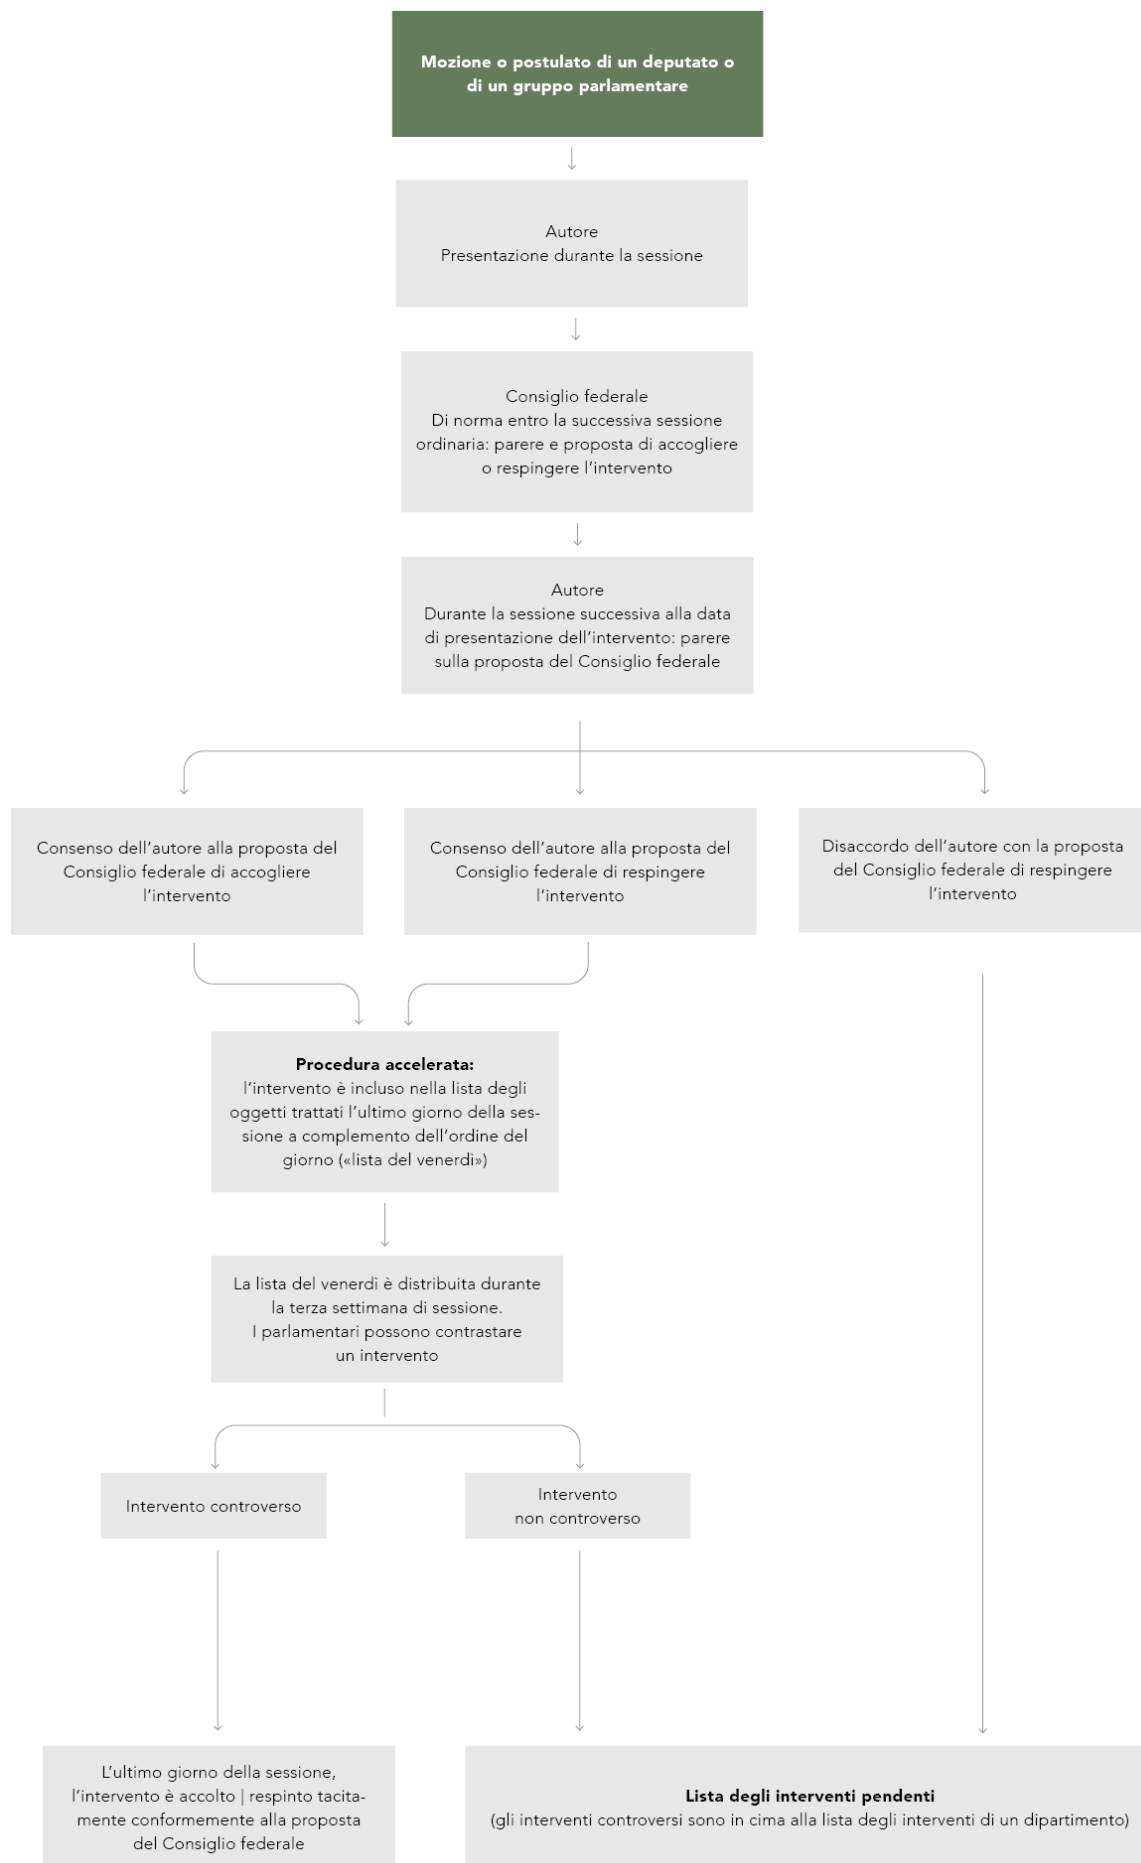 Mozione o postulato di un deputato o
di un gruppo parlamentare
Autore
Presentazione durante la sessione
Consiglio federale
Di norma entro la successiva sessione
ordinaria: parere e proposta di accogliere
o respingere l’intervento
Autore
Durante la sessione successiva alla data
di presentazione dell’intervento: parere
sulla proposta del Consiglio federale
Consenso dell’autore alla proposta del
Consiglio federale di accogliere
l’intervento
Consenso dell’autore alla proposta del
Consiglio federale di respingere
l’intervento
Disaccordo dell’autore con la proposta
del Consiglio federale di respingere
l’intervento
Procedura accelerata:
l’intervento è incluso nella lista degli
oggetti trattati l’ultimo giorno della ses-
sione a complemento dell’ordine del
giorno («lista del venerdì»)
La lista del venerdì è distribuita durante
la terza settimana di sessione.
I parlamentari possono contrastare
un intervento
Intervento controverso
Intervento
non controverso
L’ultimo giorno della sessione,
l’intervento è accolto | respinto tacita-
mente conformemente alla proposta
del Consiglio federale
Lista degli interventi pendenti
(gli interventi controversi sono in cima alla lista degli interventi di un dipartimento)